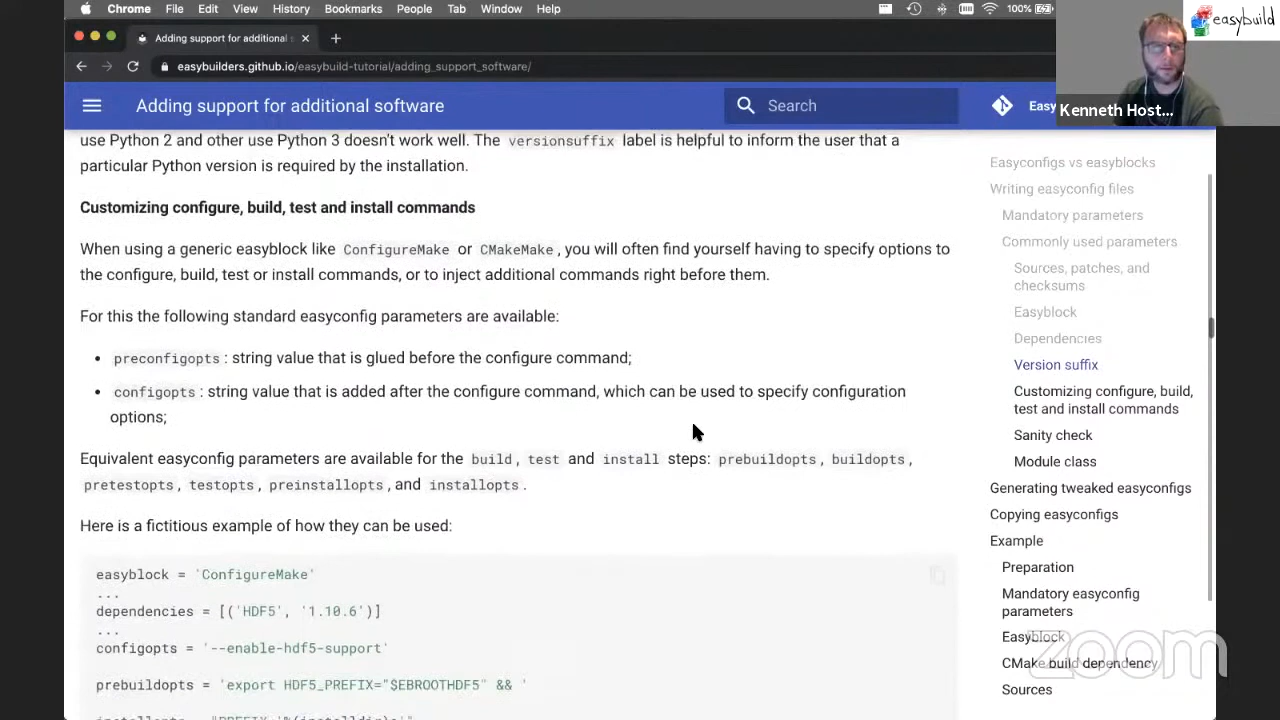 Chrome File Edit View History Bookmarks People Tab Window Help 100%
easybuild
Adding support for additional s
easybuilders.github.io/easybuild-tutorial/adding_support_software/
Adding support for additional software
Search
Easy
Kenneth Host...
use Python 2 and other use Python 3 doesn't work well. The versionsuffix label is helpful to inform the user that a
particular Python version is required by the installation.
Customizing configure, build, test and install commands
When using a generic easyblock like ConfigureMake or CMakeMake, you will often find yourself having to specify options to
the configure, build, test or install commands, or to inject additional commands right before them.
For this the following standard easyconfig parameters are available:
• preconfigopts: string value that is glued before the configure command;
• configopts: string value that is added after the configure command, which can be used to specify configuration
options;
Equivalent easyconfig parameters are available for the build, test and install steps: prebuildopts, buildopts,
pretestopts, testopts, preinstallopts, and installopts.
Here is a fictitious example of how they can be used:
easyblock = 'ConfigureMake'
...
dependencies = [('HDF5', '1.10.6')]
...
configopts = '--enable-hdf5-support'
prebuildopts = 'export HDF5_PREFIX="$EBROOTHDF5" && '
installopts = "PREFIX='%(installdir)s'"
Easyconfigs vs easyblocks
Writing easyconfig files
Mandatory parameters
Commonly used parameters
Sources, patches, and
checksums
Easyblock
Dependencies
Version suffix
Customizing configure, build,
test and install commands
Sanity check
Module class
Generating tweaked easyconfigs
Copying easyconfigs
Example
Preparation
Mandatory easyconfig
parameters
Easyblock
CMake build dependency
Sources
zoom